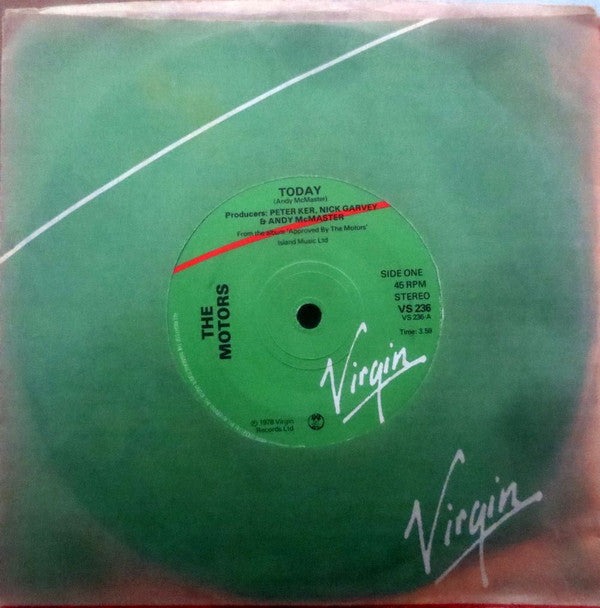 TODAY
(Andy McMaster)
Producers: PETER KER, NICK GARVEY
& ANDY McMASTER
From the album 'Approved By The Motors'
Island Music Ltd
SIDE ONE
45 RPM
STEREO
VS 236
VS 236-A
Time: 3.59
THE
MOTORS
Virgin
℗ 1978 Virgin
Records Ltd
Virgin